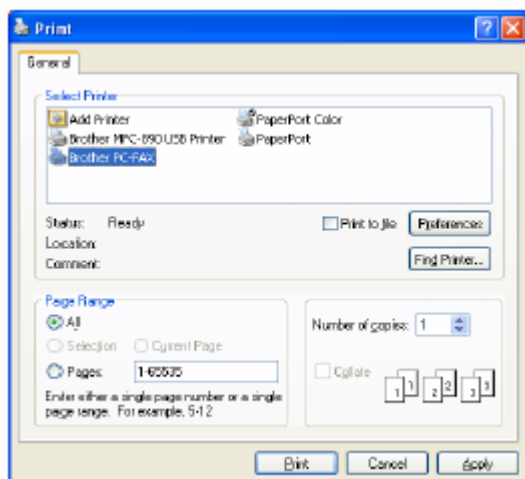 Print
General
Select Printer
Add Printer
PaperPort Color
Brother MFC-890 USB Printer
PaperPort
Brother PC-FAX
Status: Ready
Print to file
Preferences
Location:
Comment:
Find Printer...
Page Range
All
Selection
Current Page
Pages:
1-65535
Enter either a single page number or a single
page range. For example, 5-12
Number of copies: 1
Collate
1 1 2 2 3 3
Print
Cancel
Apply